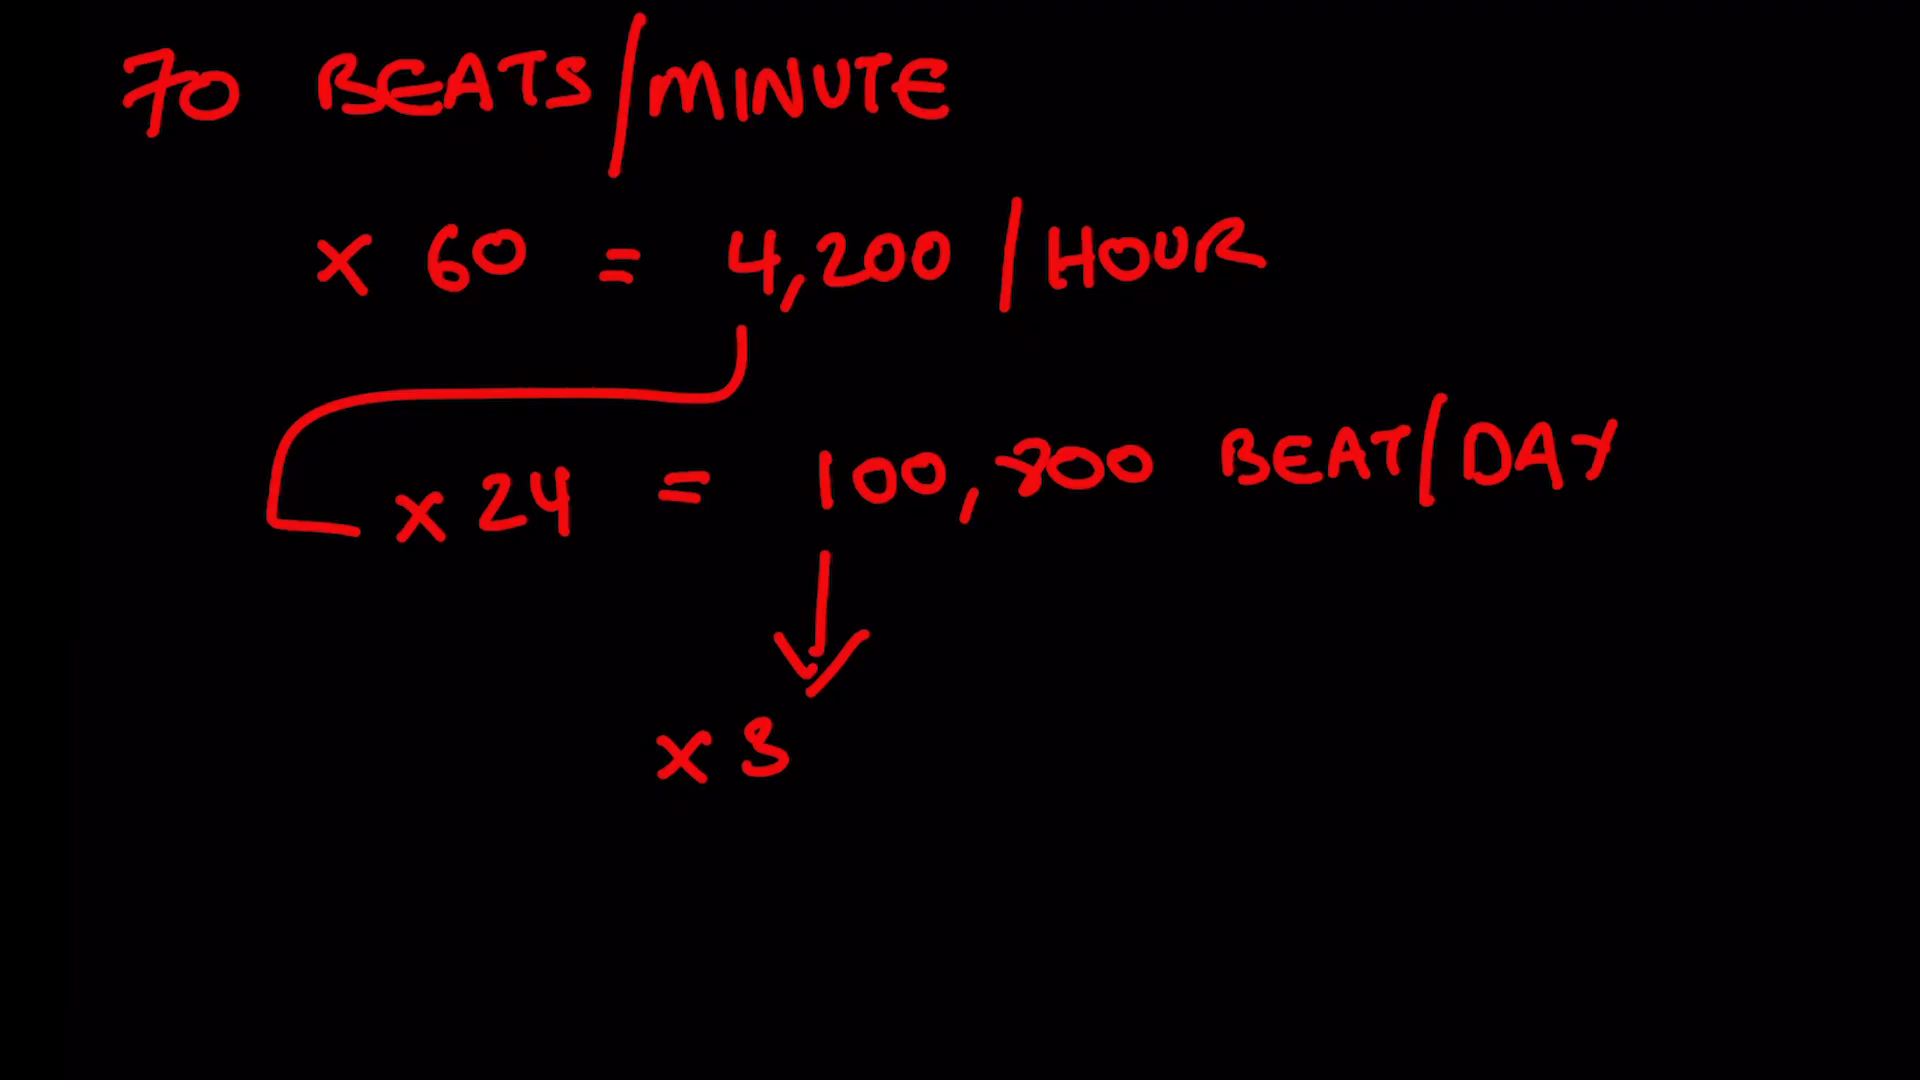 70 BEATS/MINUTE
x 60 = 4,200 / HOUR
x 24 = 100,800 BEAT/DAY
x 3